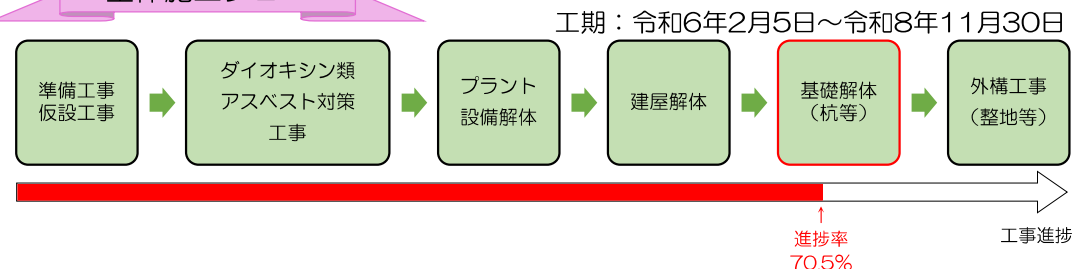 工期：令和6年2月5日～令和8年11月30日
準備工事
仮設工事
ダイオキシン類
アスベスト対策
工事
プラント
設備解体
建屋解体
基礎解体
（杭等）
外構工事
（整地等）
進捗率
70.5%
工事進捗